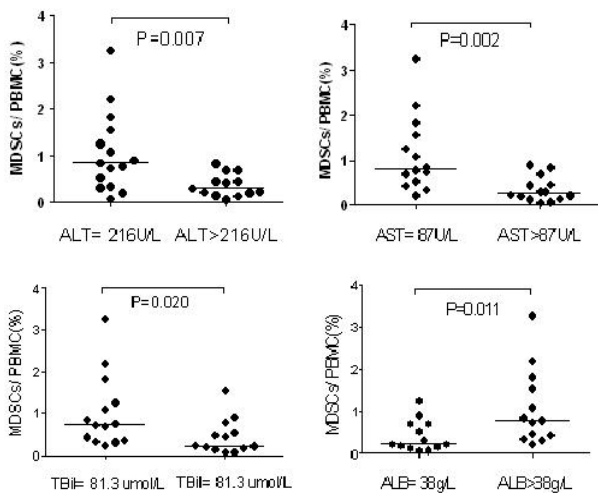 P=0.007
MDSCs/ PBMC(%)
4
3
2
1
0
ALT= 216U/L ALT>216U/L
P=0.002
MDSCs/ PBMC(%)
4
3
2
1
0
AST= 87U/L AST>87U/L
P=0.020
MDSCs/ PBMC(%)
4
3
2
1
0
TBil= 81.3 umol/L TBil= 81.3 umol/L
P=0.011
MDSCs/ PBMC(%)
4
3
2
1
0
ALB= 38g/L ALB>38g/L